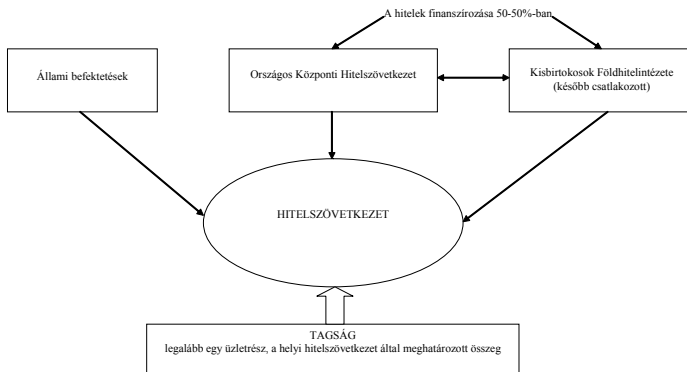 A hitelek finanszírozása 50-50%-ban
Állami befektetések
Országos Központi Hitelszövetkezet
Kisbirtokosok Földhitelintézete
(később csatlakozott)
HITELSZÖVETKEZET
TAGSÁG
legalább egy üzletrész, a helyi hitelszövetkezet által meghatározott összeg